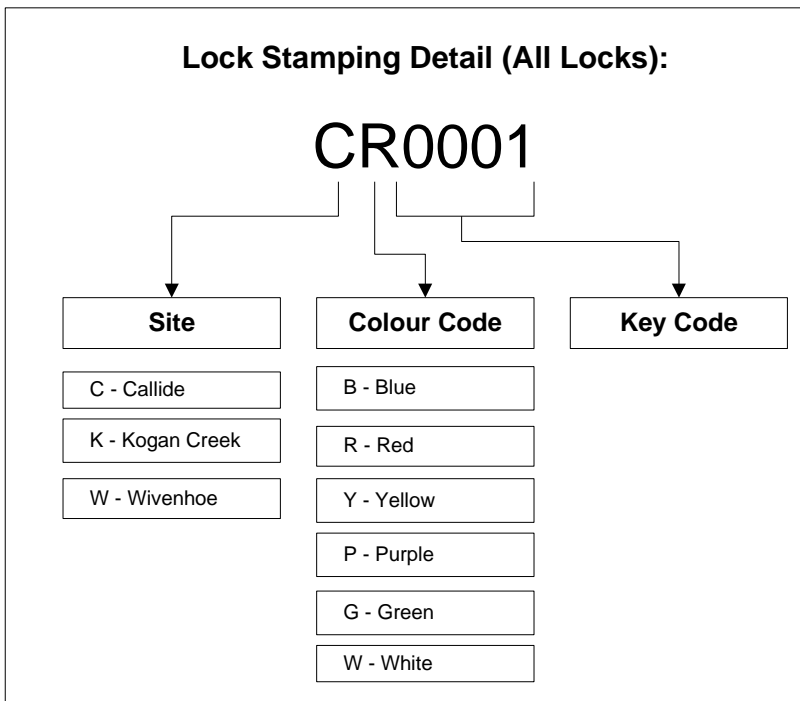 Lock Stamping Detail (All Locks):
CR0001
Site
Colour Code
Key Code
C - Callide
K - Kogan Creek
W - Wivenhoe
B - Blue
R - Red
Y - Yellow
P - Purple
G - Green
W - White